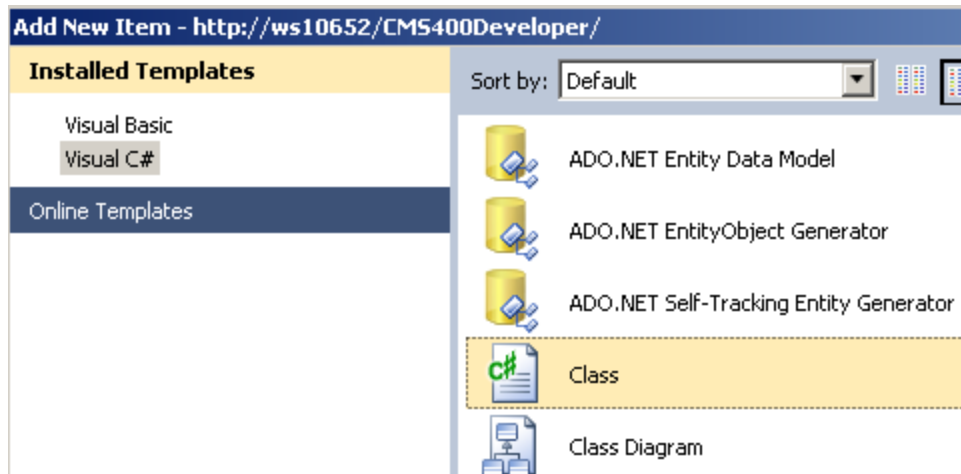 Add New Item - http://ws10652/CMS400Developer/
Installed Templates
Visual Basic
Visual C#
Online Templates
Sort by: Default
ADO.NET Entity Data Model
ADO.NET EntityObject Generator
ADO.NET Self-Tracking Entity Generator
C# Class
Class Diagram